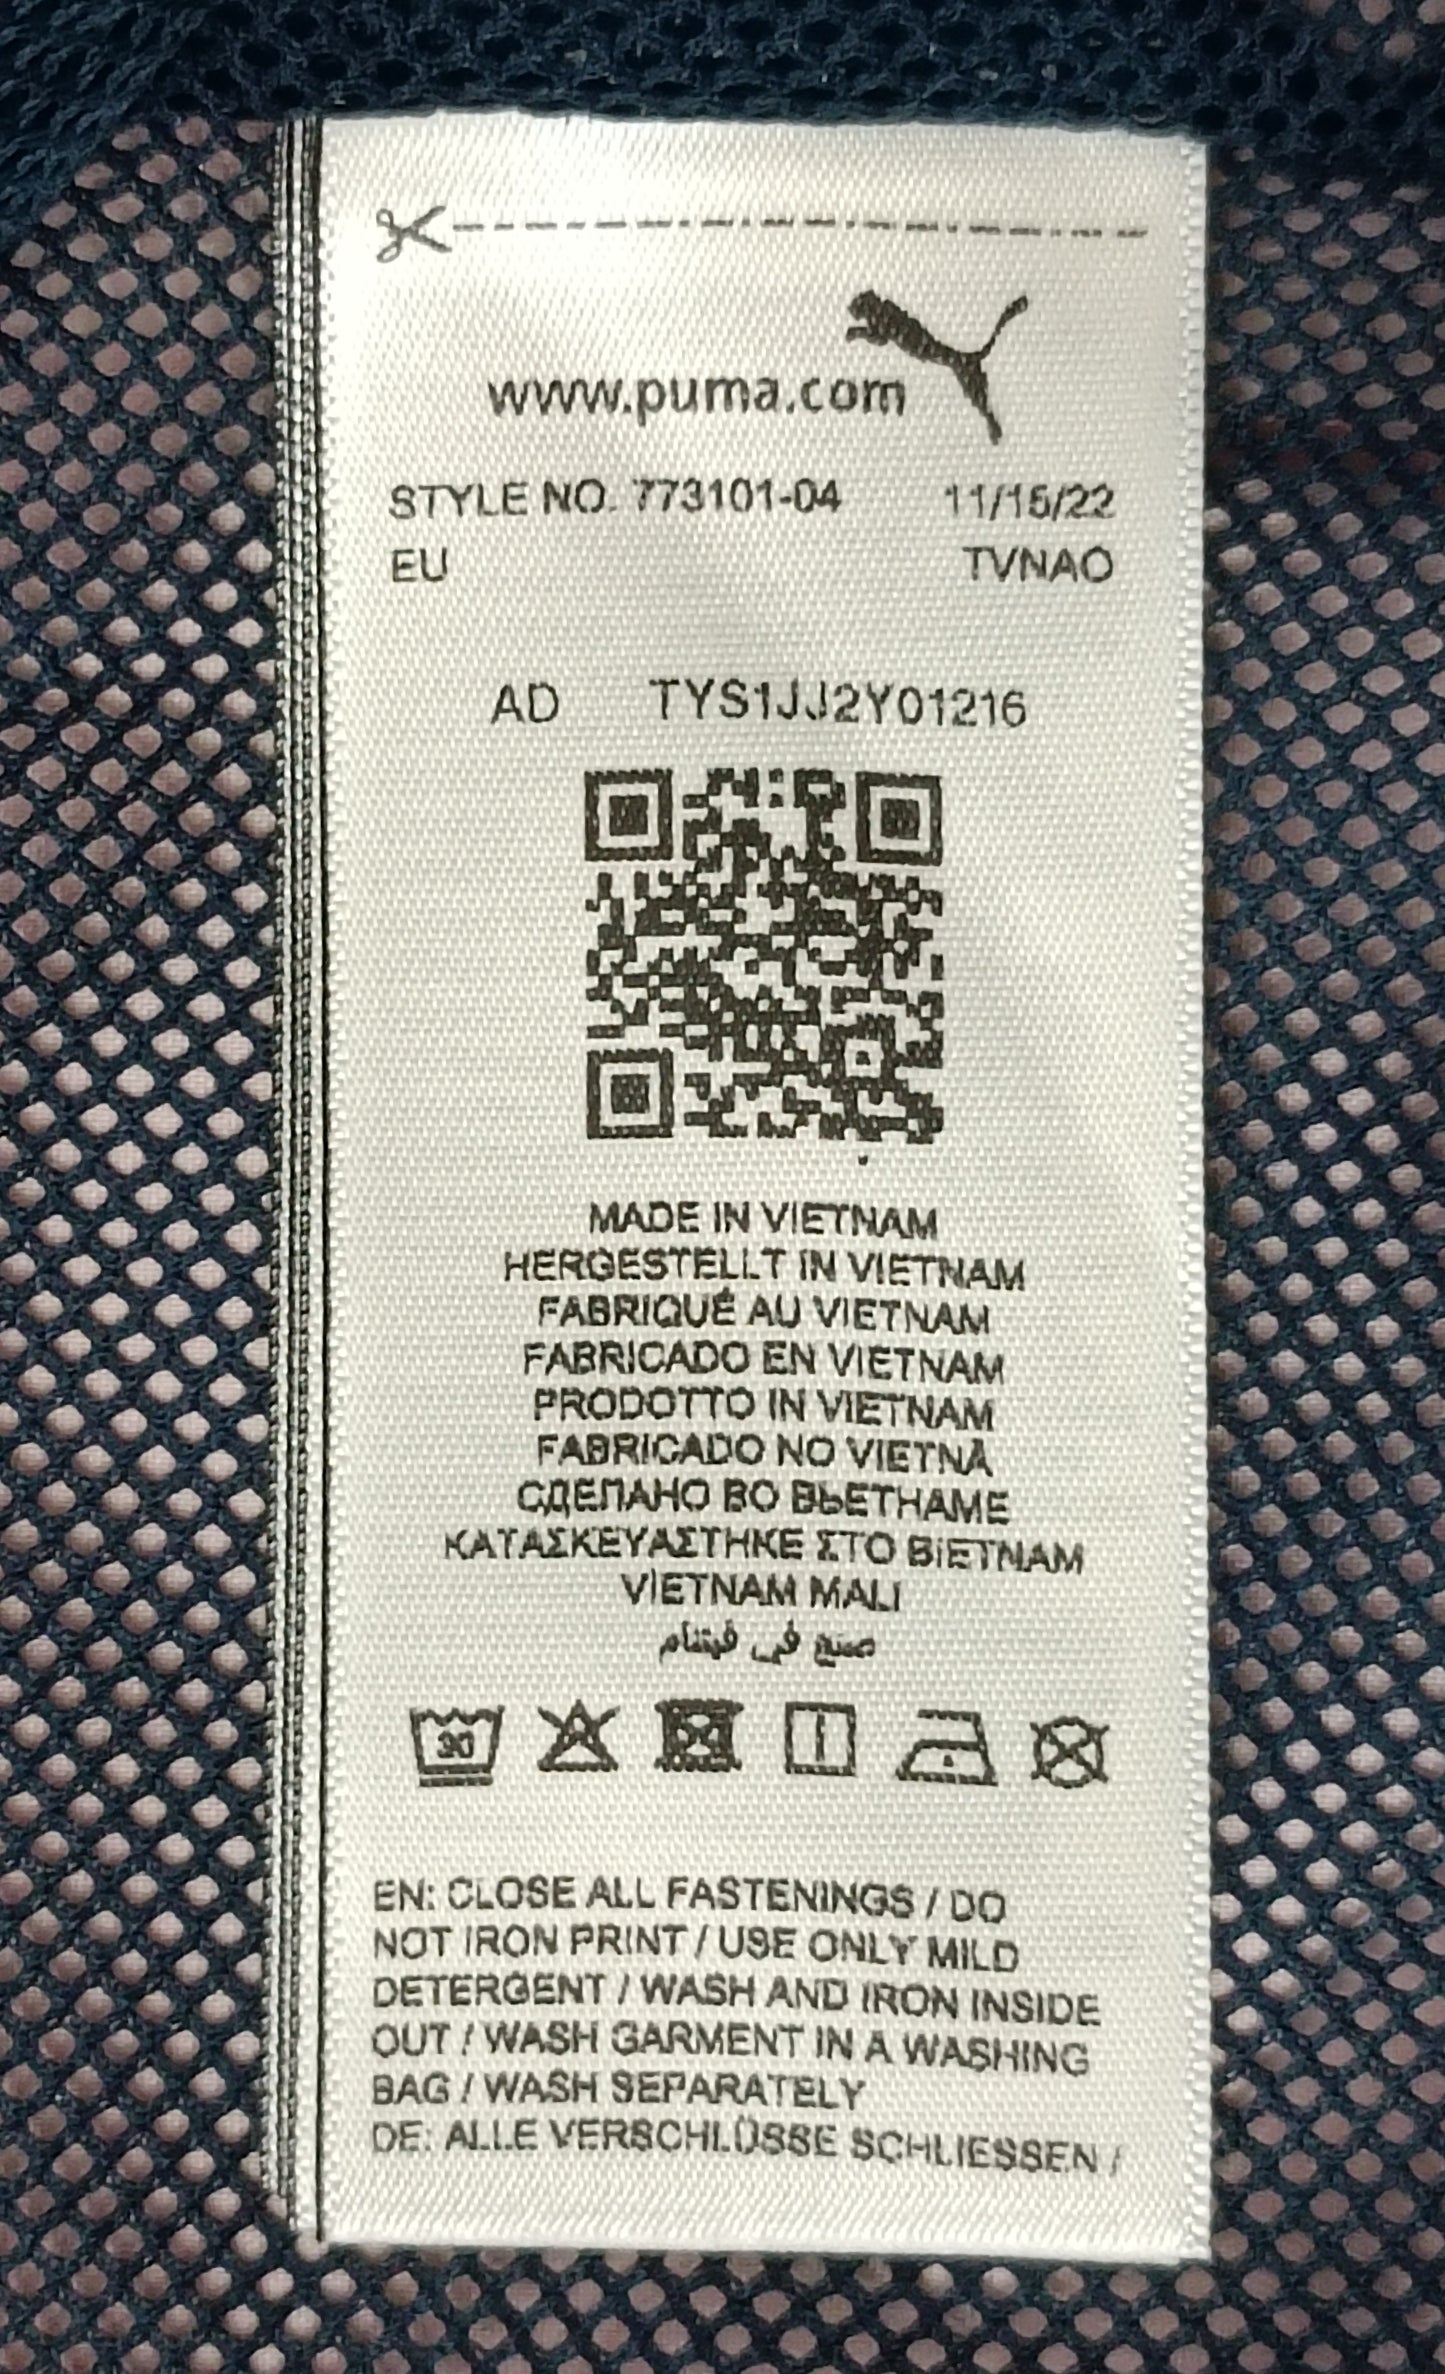 www.puma.com
STYLE NO. 773101-04 11/15/22
EU TVNAO
AD TYS1JJ2Y01216
MADE IN VIETNAM
HERGESTELLT IN VIETNAM
FABRIQUÉ AU VIETNAM
FABRICADO EN VIETNAM
PRODOTTO IN VIETNAM
FABRICADO NO VIETNÃ
СДЕЛАНО ВО ВЬЕТНАМЕ
ΚΑΤΑΣΚΕΥΑΣΤΗΚΕ ΣΤΟ ΒΙΕΤΝΑΜ
VIETNAM MALI
صنع في فيتنام
30
EN: CLOSE ALL FASTENINGS / DO
NOT IRON PRINT / USE ONLY MILD
DETERGENT / WASH AND IRON INSIDE
OUT / WASH GARMENT IN A WASHING
BAG / WASH SEPARATELY
DE: ALLE VERSCHLÜSSE SCHLIESSEN /